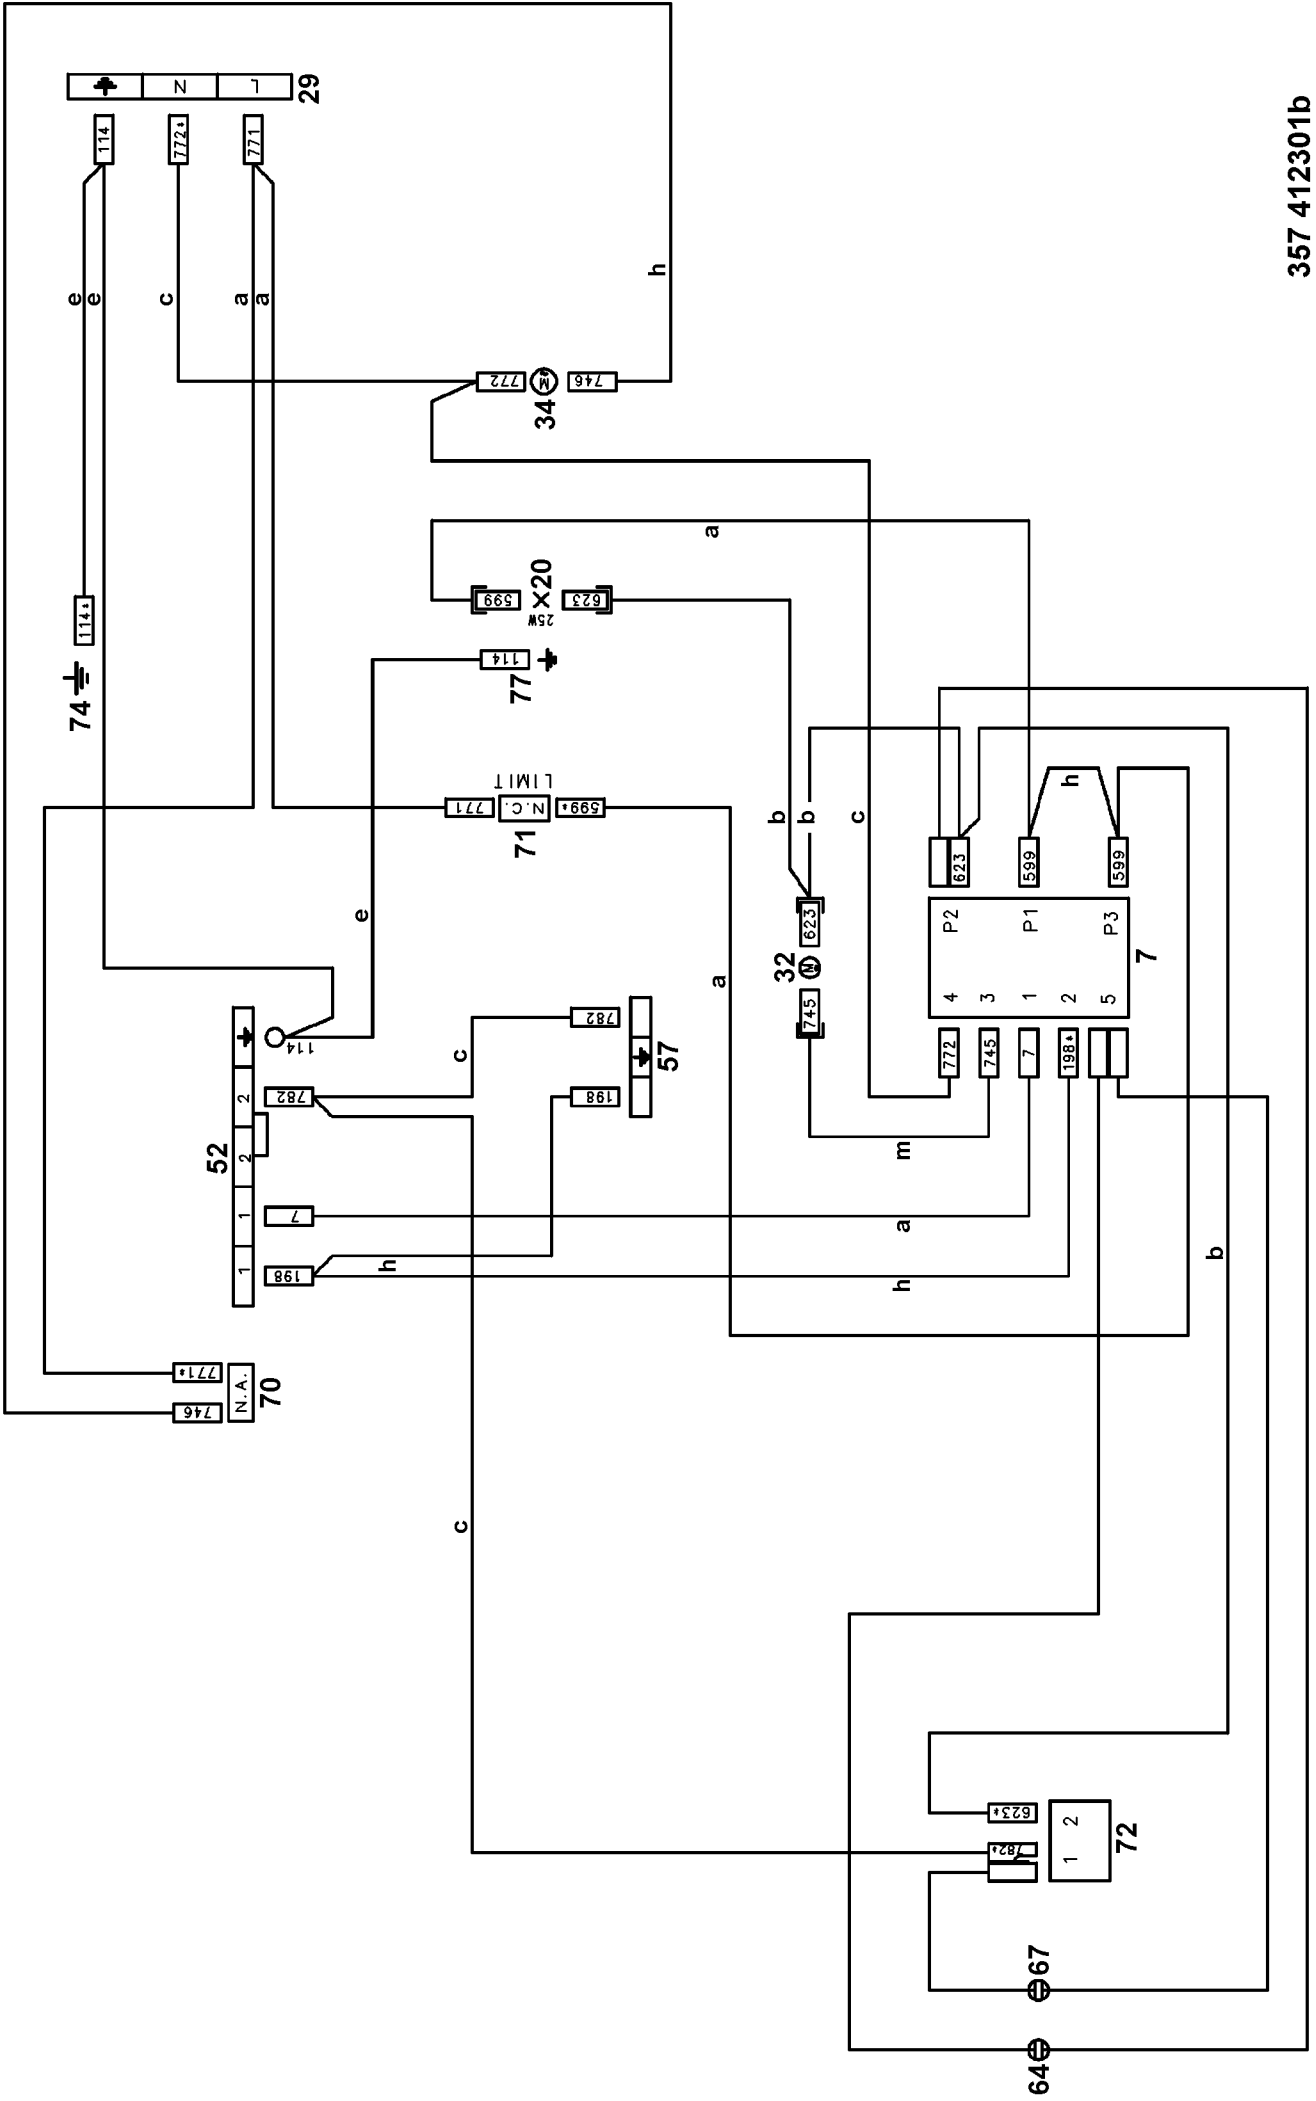 29
N
L
114
772*
771
e
e
c
a
a
h
772
M
746
34
a
599
25W
X20
623
114*
74
114
77
771
N.C.
599*
LIMIT
71
e
b
b
c
h
a
623
M
745
32
623
599
599
P2
P1
P3
4
3
1
2
5
7
772
745
7
198*
114
2
2
1
1
52
782
7
198
c
782
198
57
h
m
a
h
b
771*
746
N.A.
70
c
623*
782*
1
2
72
67
64
357 412301b